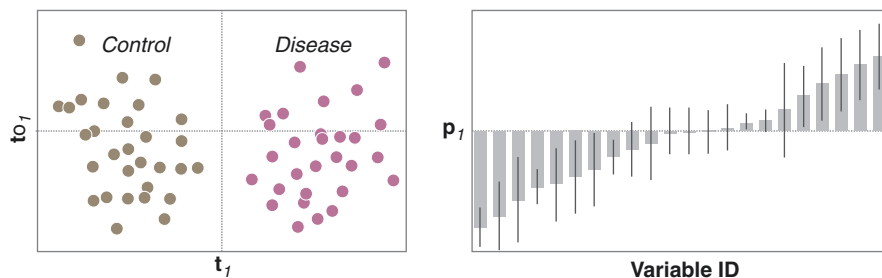 Control
Disease
to1
t1
p1
Variable ID